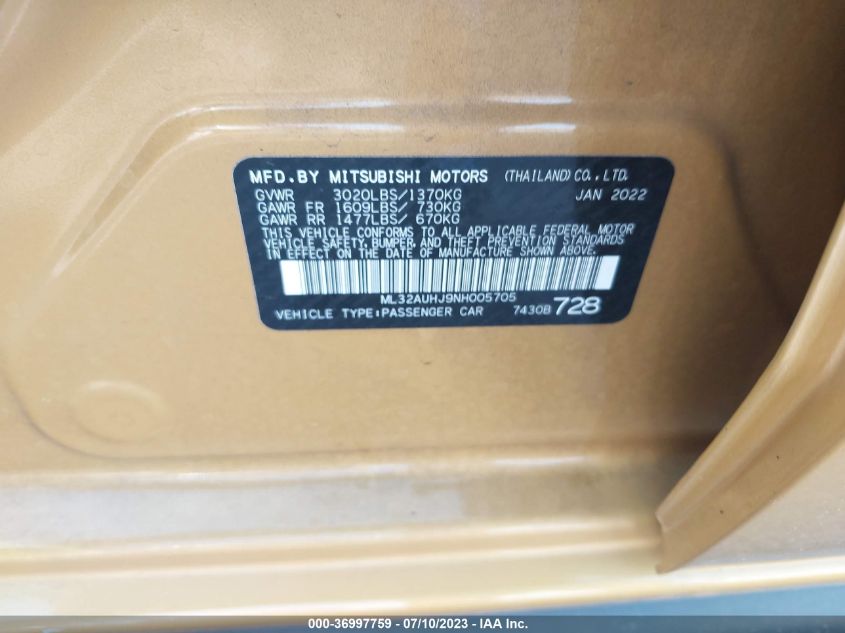 MFD.BY MITSUBISHI MOTORS (THAILAND) CO., LTD.
GVWR 3020LBS/1370KG JAN 2022
GAWR FR 1609LBS/ 730KG
GAWR RR 1477LBS/ 670KG
THIS VEHICLE CONFORMS TO ALL APPLICABLE FEDERAL MOTOR
VEHICLE SAFETY, BUMPER, AND THEFT PREVENTION STANDARDS
IN EFFECT ON THE DATE OF MANUFACTURE SHOWN ABOVE.
ML32AUHJ9NH005705
VEHICLE TYPE:PASSENGER CAR 7430B 728
000-36997759 - 07/10/2023 - IAA Inc.